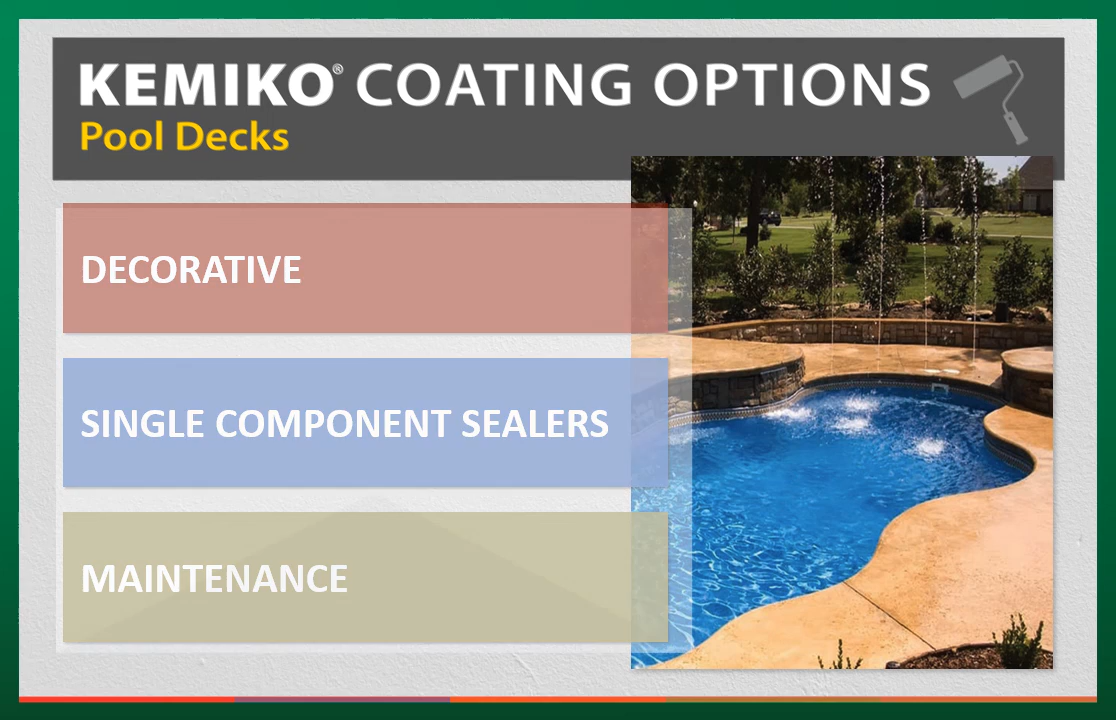 KEMIKO® COATING OPTIONS
Pool Decks
DECORATIVE
SINGLE COMPONENT SEALERS
MAINTENANCE